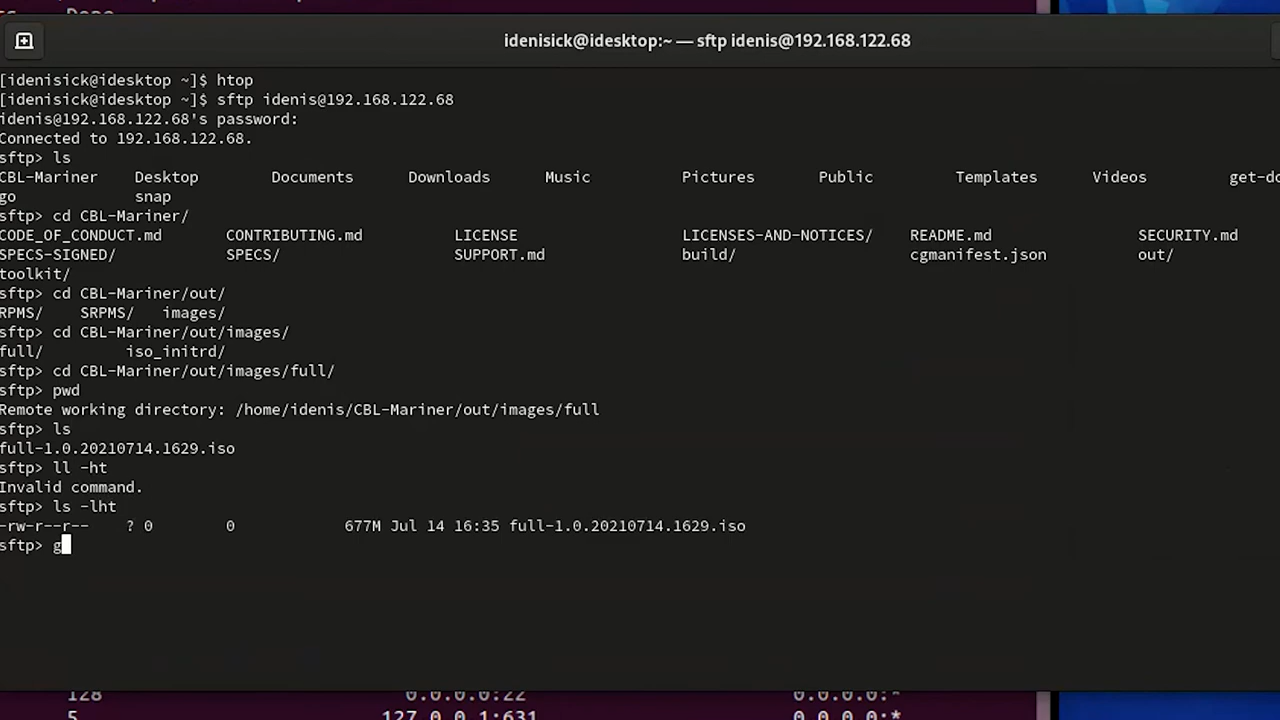 idenisick@idesktop:~ — sftp idenis@192.168.122.68
[idenisick@idesktop ~]$ htop
[idenisick@idesktop ~]$ sftp idenis@192.168.122.68
idenis@192.168.122.68's password:
Connected to 192.168.122.68.
sftp> ls
CBL-Mariner Desktop Documents Downloads Music Pictures Public Templates Videos get-do
go snap
sftp> cd CBL-Mariner/
CODE_OF_CONDUCT.md CONTRIBUTING.md LICENSE LICENSES-AND-NOTICES/ README.md SECURITY.md
SPECS-SIGNED/ SPECS/ SUPPORT.md build/ cgmanifest.json out/
toolkit/
sftp> cd CBL-Mariner/out/
RPMS/ SRPMS/ images/
sftp> cd CBL-Mariner/out/images/
full/ iso_initrd/
sftp> cd CBL-Mariner/out/images/full/
sftp> pwd
Remote working directory: /home/idenis/CBL-Mariner/out/images/full
sftp> ls
full-1.0.20210714.1629.iso
sftp> ll -ht
Invalid command.
sftp> ls -lht
-rw-r--r-- ? 0 0 677M Jul 14 16:35 full-1.0.20210714.1629.iso
sftp> g
128 0.0.0.0:22 0.0.0.0:*
5 127.0.0.1:631 0.0.0.0:*